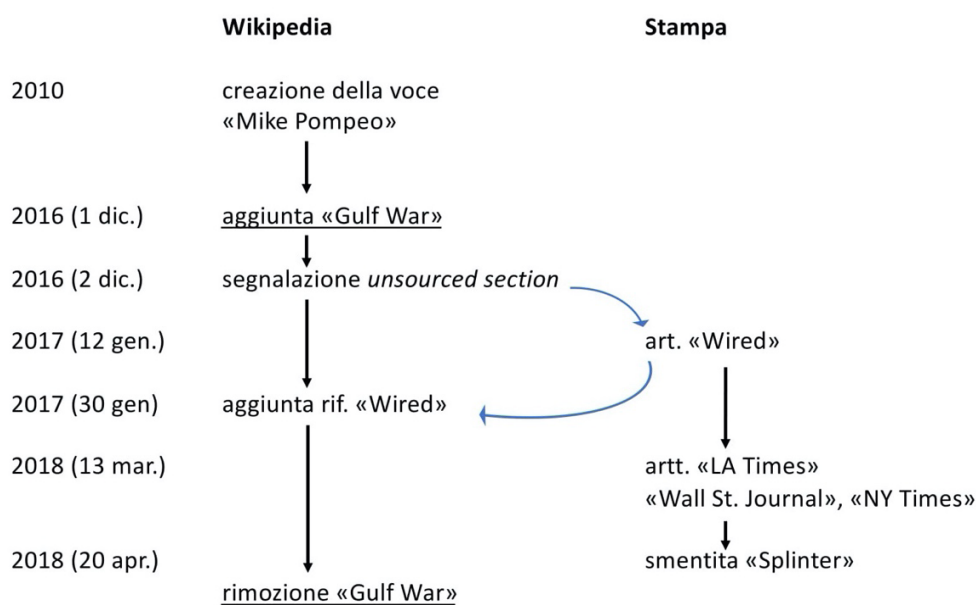 Wikipedia Stampa
2010 creazione della voce
«Mike Pompeo»
2016 (1 dic.) aggiunta «Gulf War»
2016 (2 dic.) segnalazione unsourced section
2017 (12 gen.) art. «Wired»
2017 (30 gen) aggiunta rif. «Wired»
2018 (13 mar.) artt. «LA Times»
«Wall St. Journal», «NY Times»
2018 (20 apr.) smentita «Splinter»
rimozione «Gulf War»